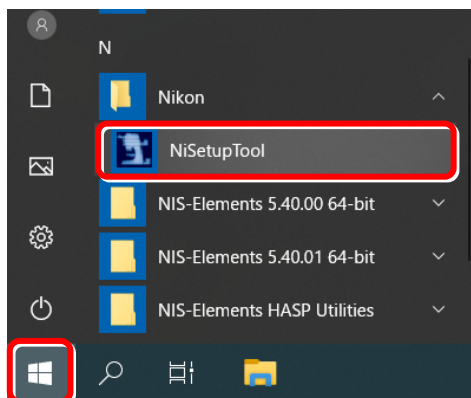 N
Nikon
NiSetupTool
NIS-Elements 5.40.00 64-bit
NIS-Elements 5.40.01 64-bit
NIS-Elements HASP Utilities